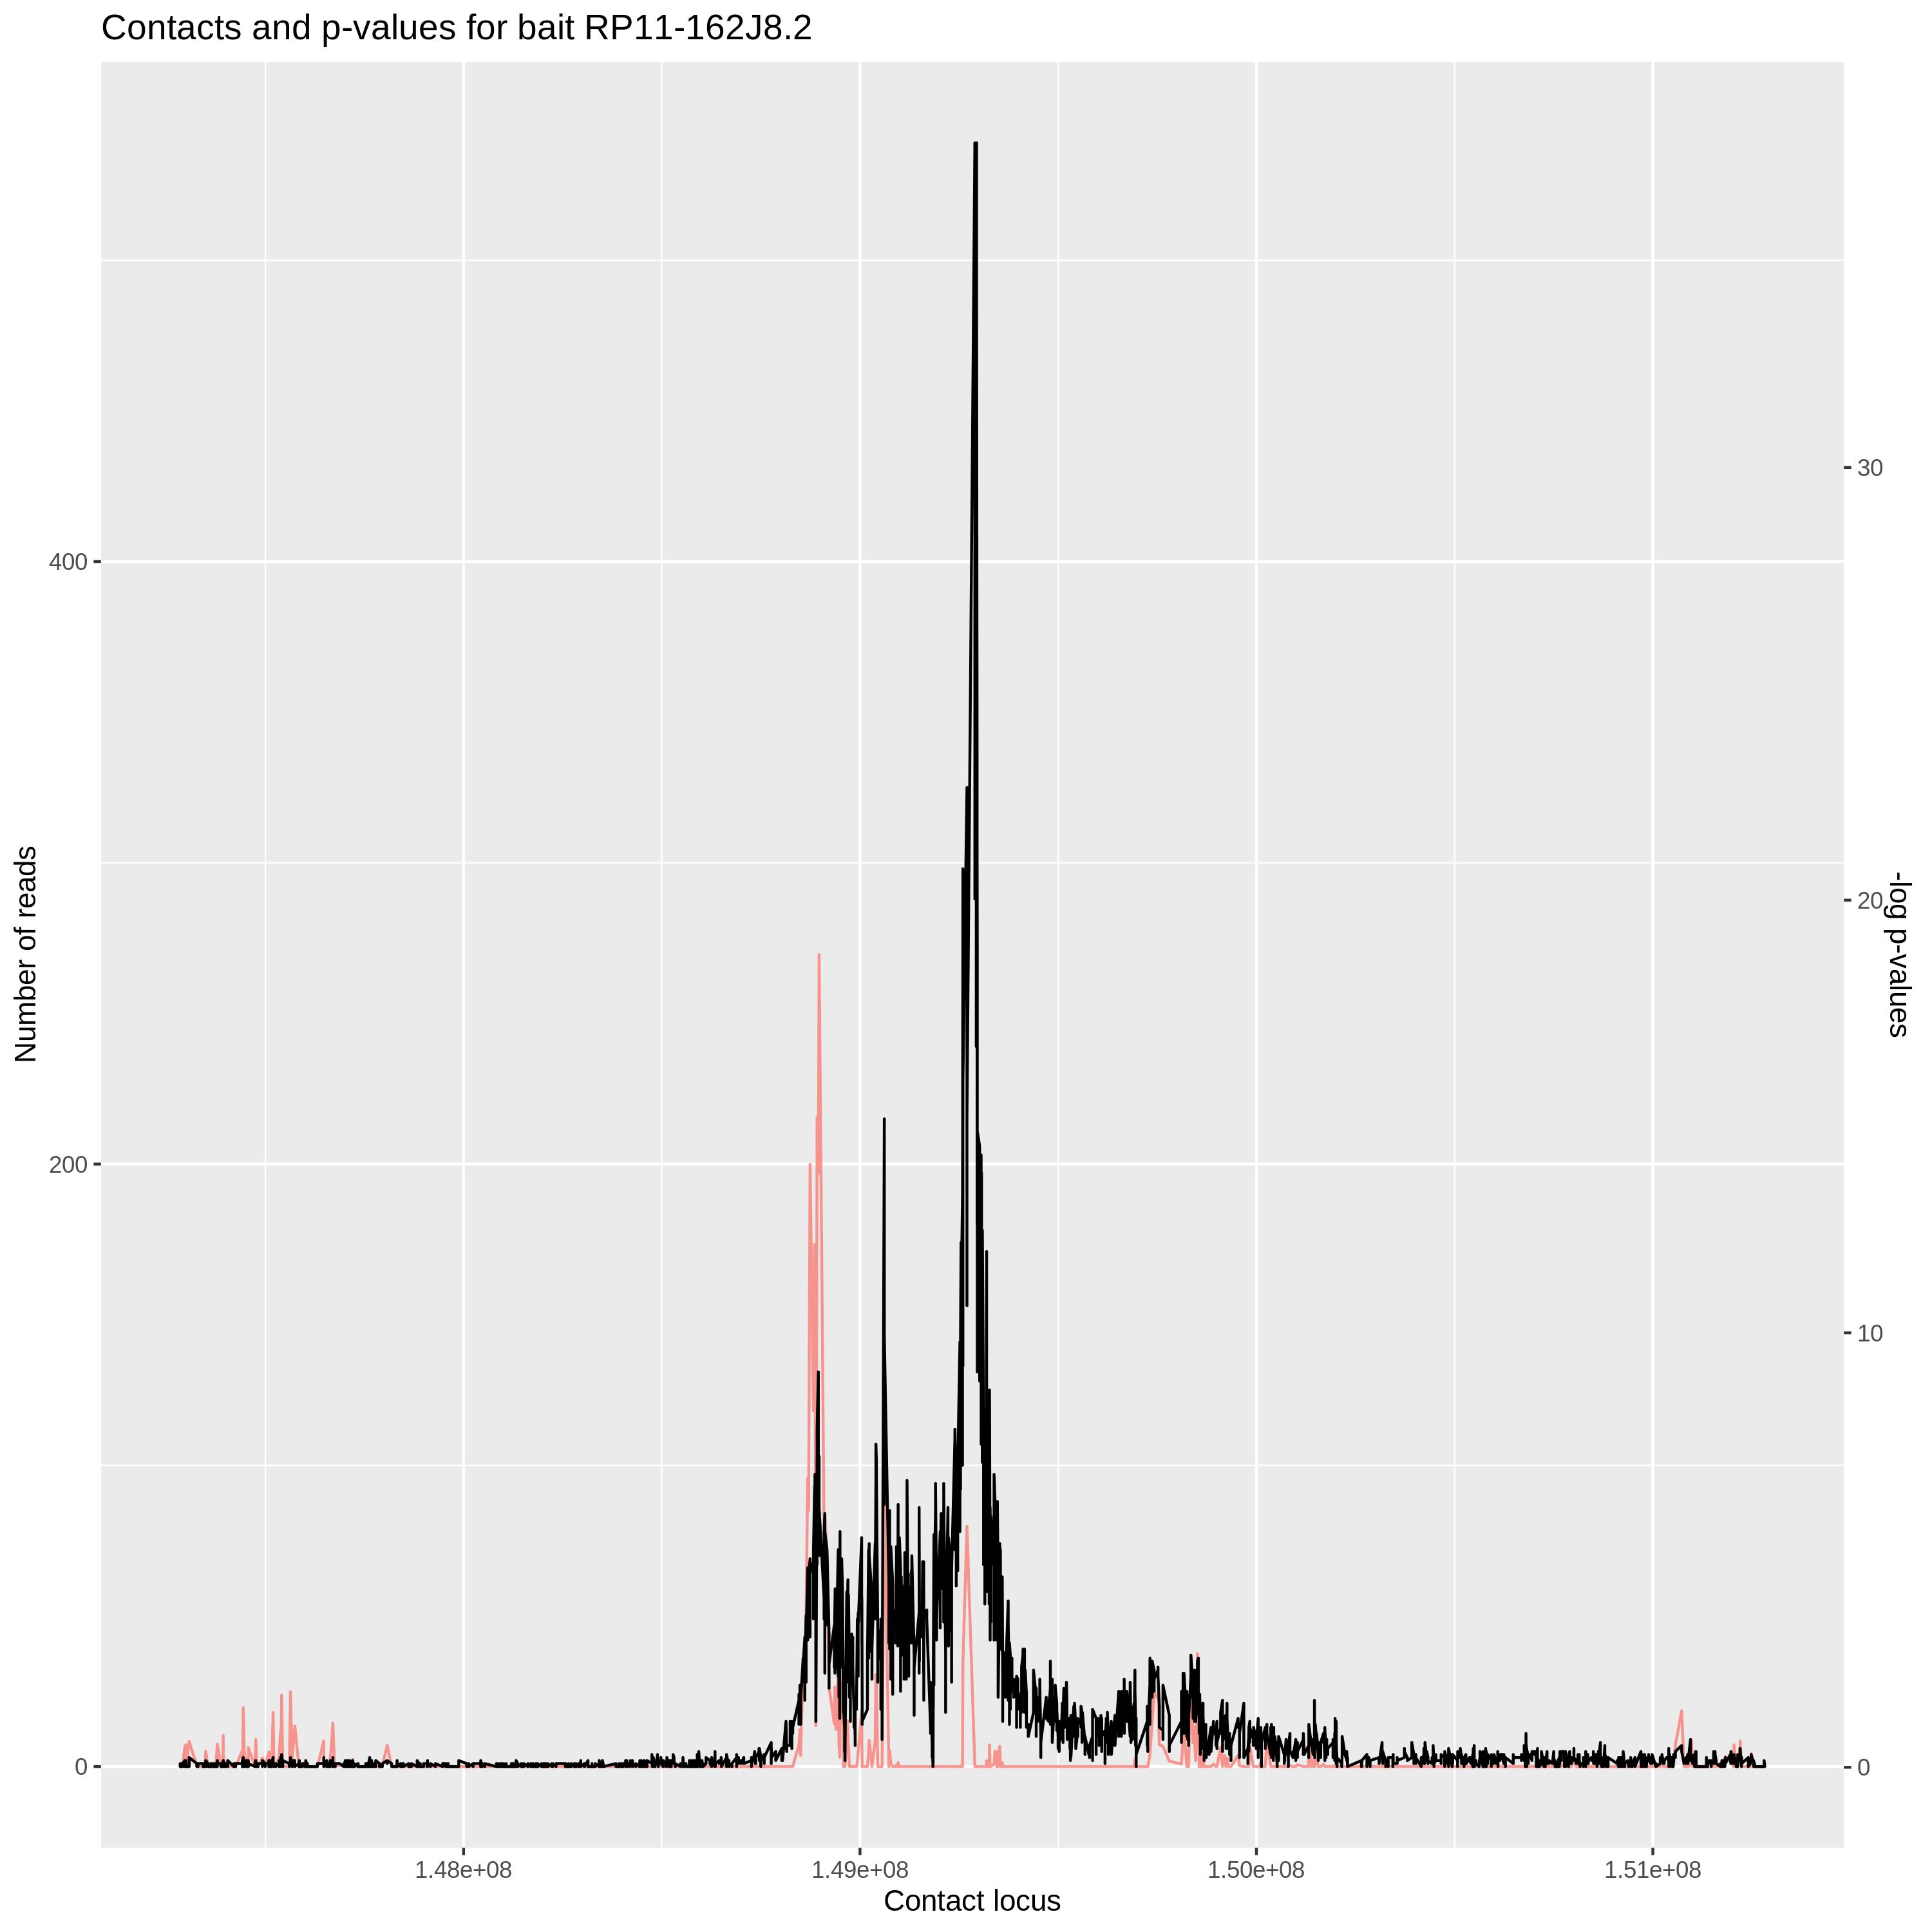 Contacts and p-values for bait RP11-162J8.2
Number of reads
400
200
0
30
20
10
0
-log p-values
1.48e+08 1.49e+08 1.50e+08 1.51e+08
Contact locus